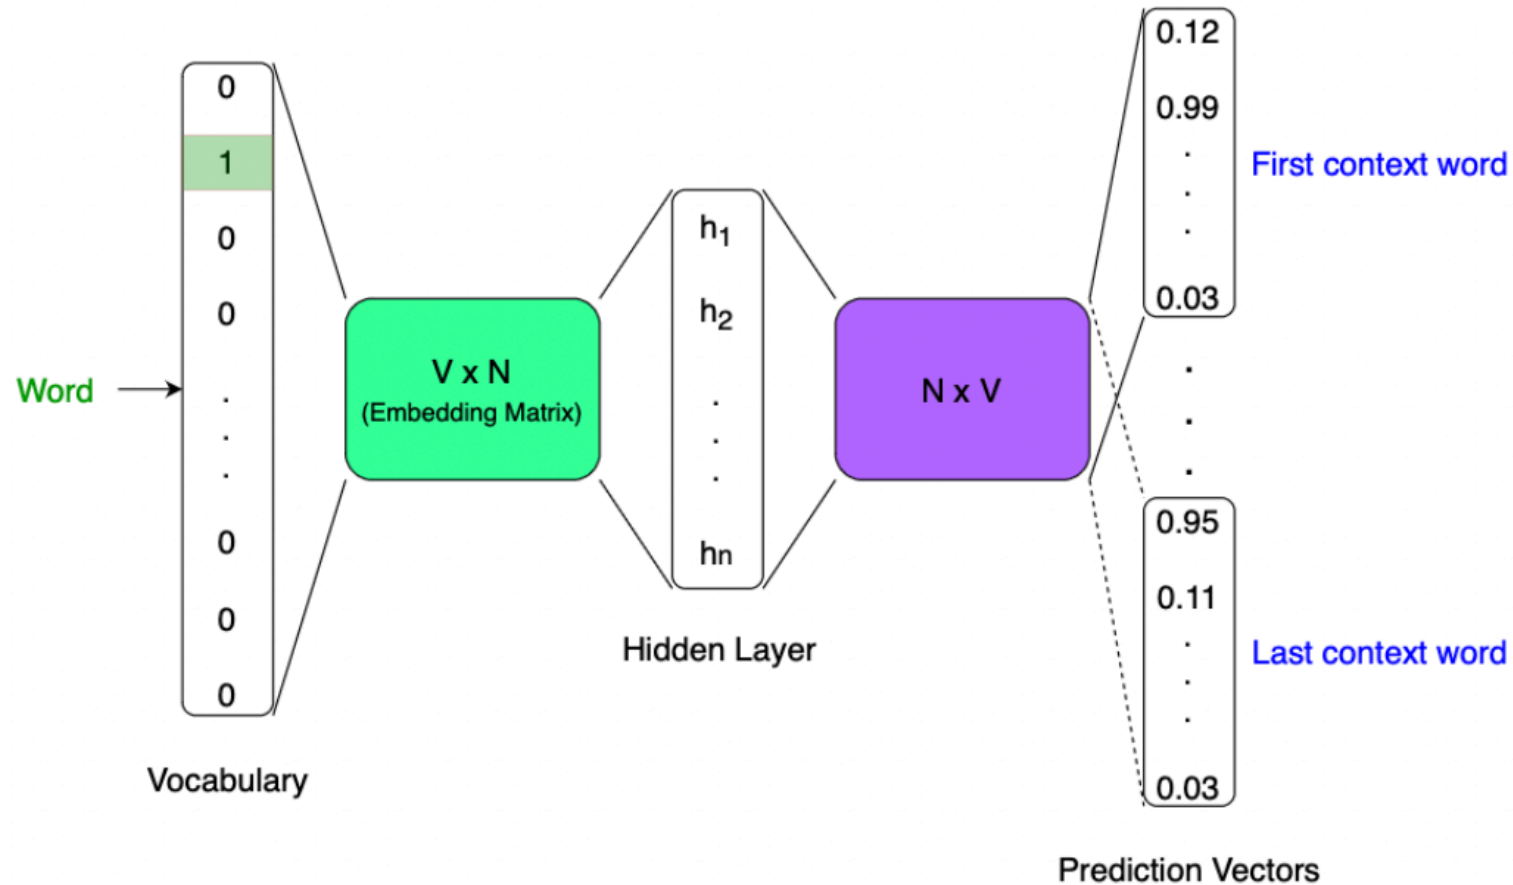 Word
0
1
0
0
.
.
.
0
0
0
Vocabulary
V x N
(Embedding Matrix)
h1
h2
.
.
.
hn
Hidden Layer
N x V
0.12
0.99
.
.
.
0.03
First context word
.
.
.
0.95
0.11
.
.
.
0.03
Last context word
Prediction Vectors